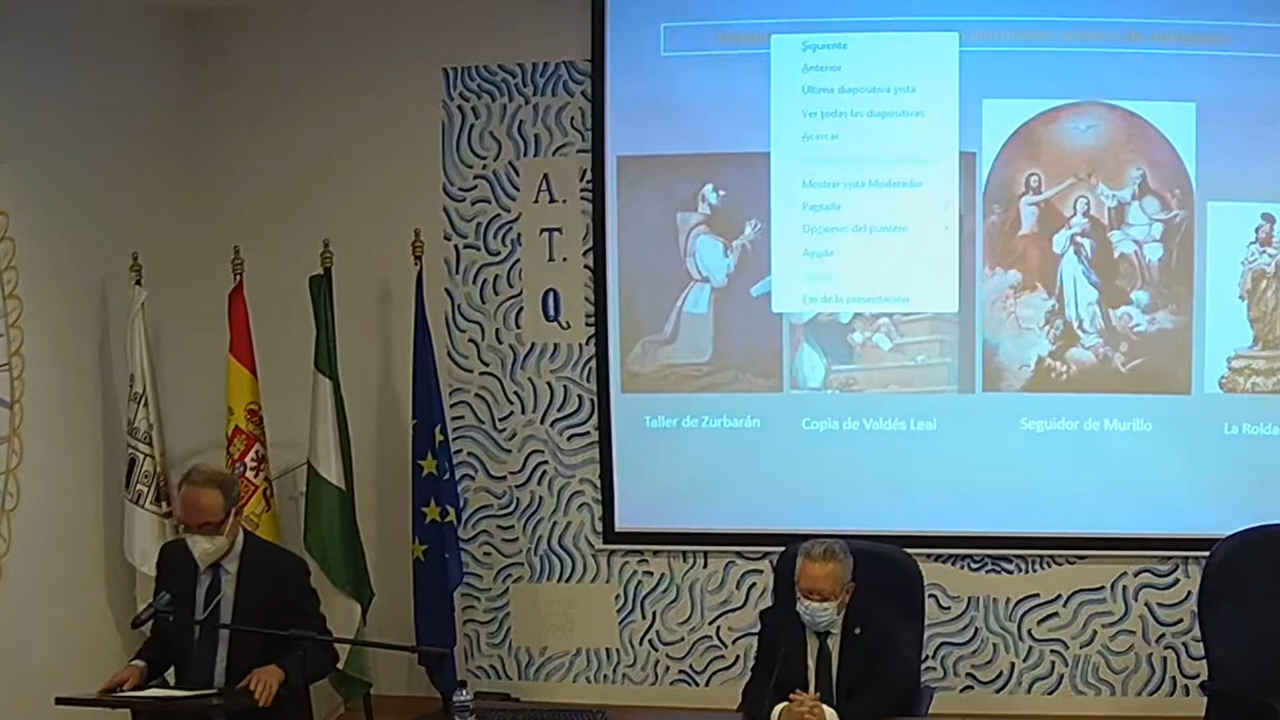 Siguiente
Anterior
Última diapositiva vista
Ver todas las diapositivas
Acercar
Mostrar vista Moderador
Pantalla
Opciones del puntero
Ayuda
Fin de la presentación
A.
T.
Q
Taller de Zurbarán
Copia de Valdés Leal
Seguidor de Murillo
La Rolda